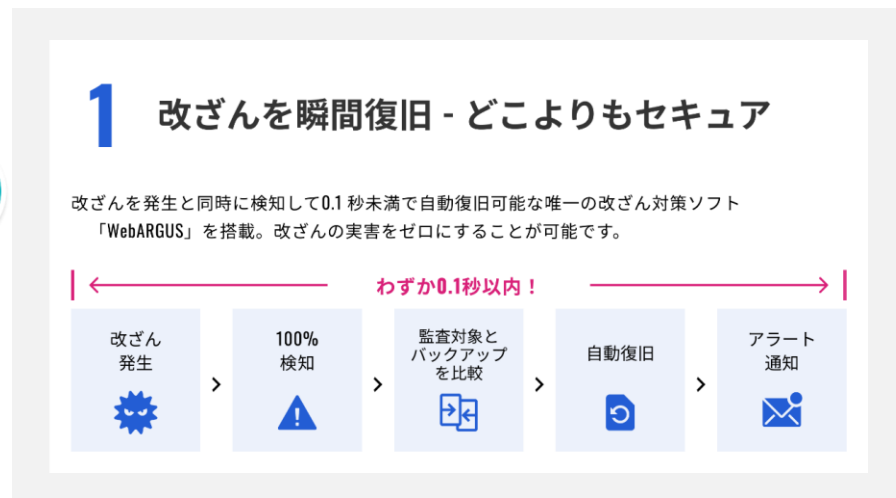 1
改ざんを瞬間復旧 - どこよりもセキュア
改ざんを発生と同時に検知して0.1 秒未満で自動復旧可能な唯一の改ざん対策ソフト
「WebARGUS」を搭載。改ざんの実害をゼロにすることが可能です。
わずか0.1秒以内！
改ざん
発生
100%
検知
監査対象と
バックアップ
を比較
自動復旧
アラート
通知